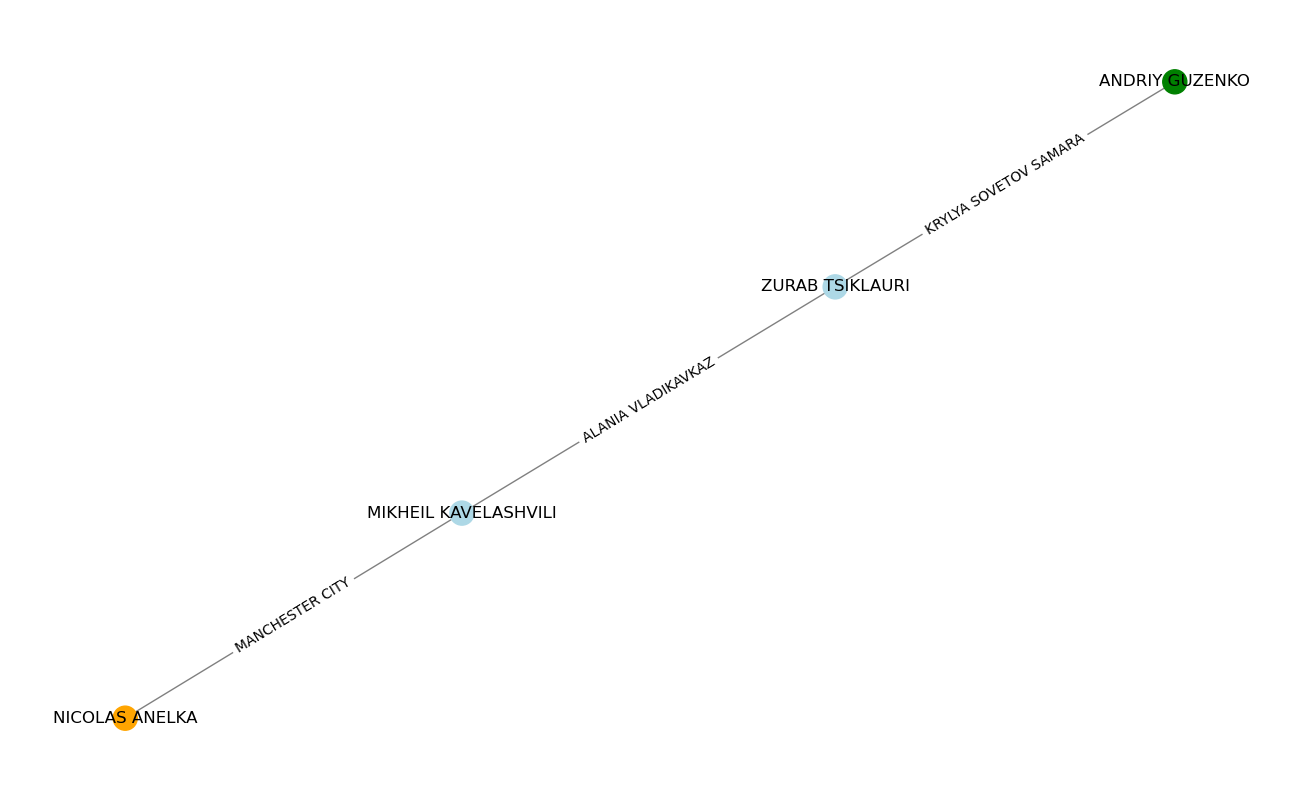 ANDRIY GUZENKO
KRYLYA SOVETOV SAMARA
ZURAB TSIKLAURI
ALANIA VLADIKAVKAZ
MIKHEIL KAVELASHVILI
MANCHESTER CITY
NICOLAS ANELKA